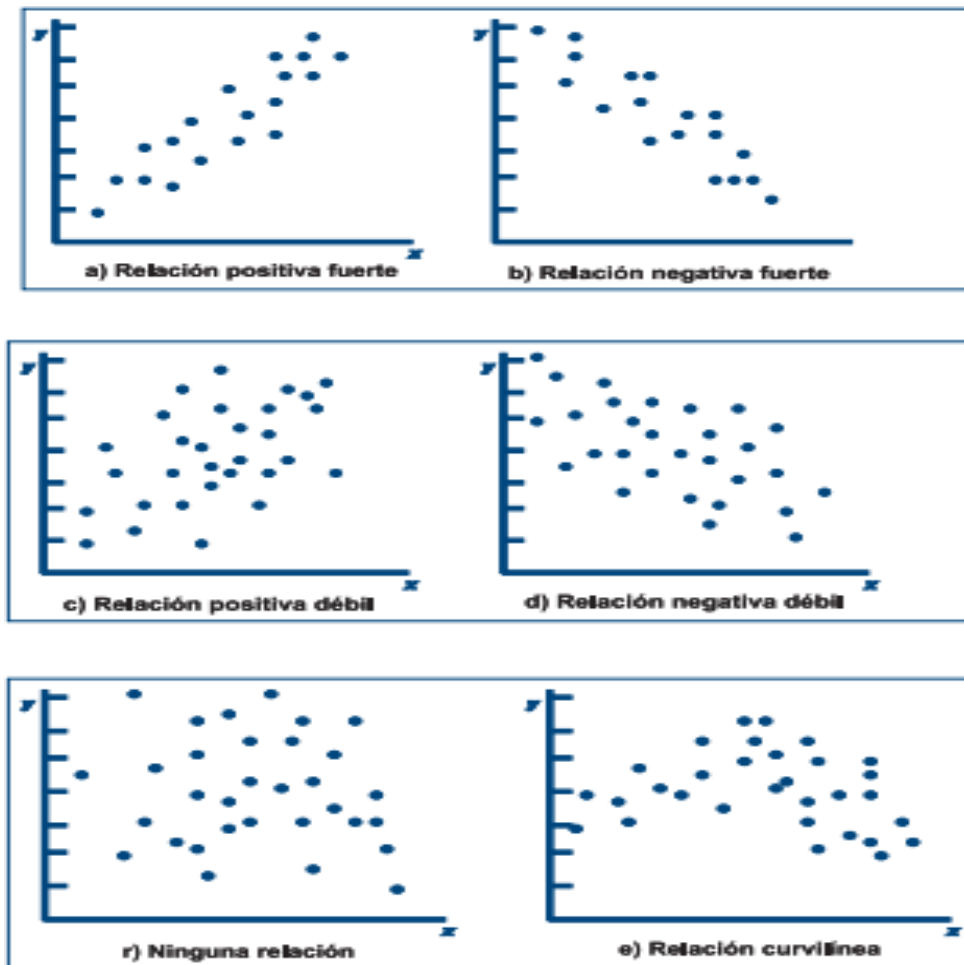 y
y
x
a) Relación positiva fuerte
b) Relación negativa fuerte
y
y
x
x
c) Relación positiva débil
d) Relación negativa débil
y
y
x
x
r) Ninguna relación
e) Relación curvilínea